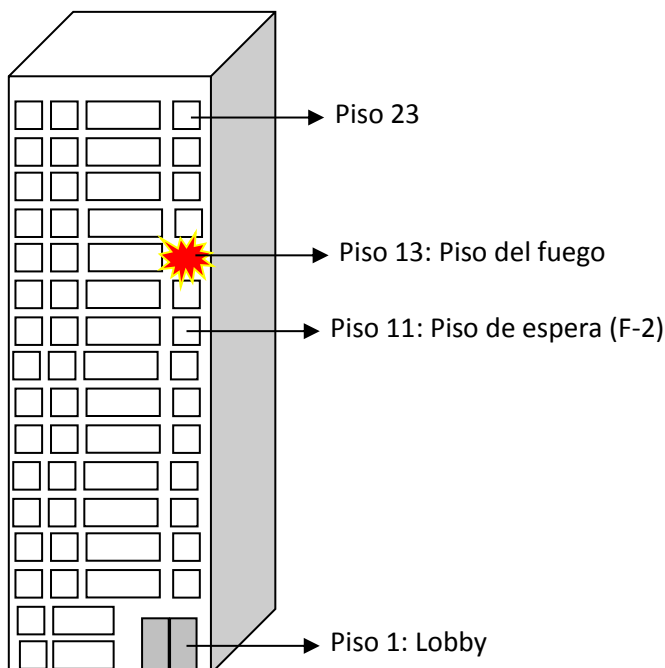 Piso 23
Piso 13: Piso del fuego
Piso 11: Piso de espera (F-2)
Piso 1: Lobby